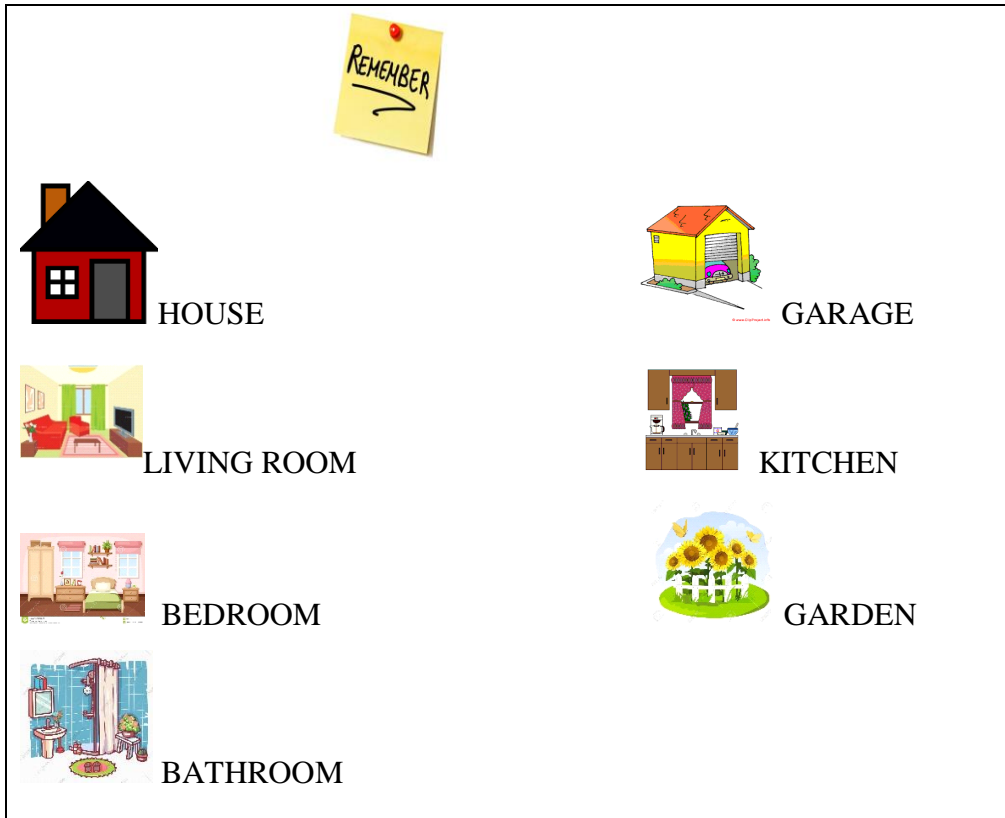 REMEMBER
HOUSE
GARAGE
LIVING ROOM
KITCHEN
BEDROOM
GARDEN
BATHROOM